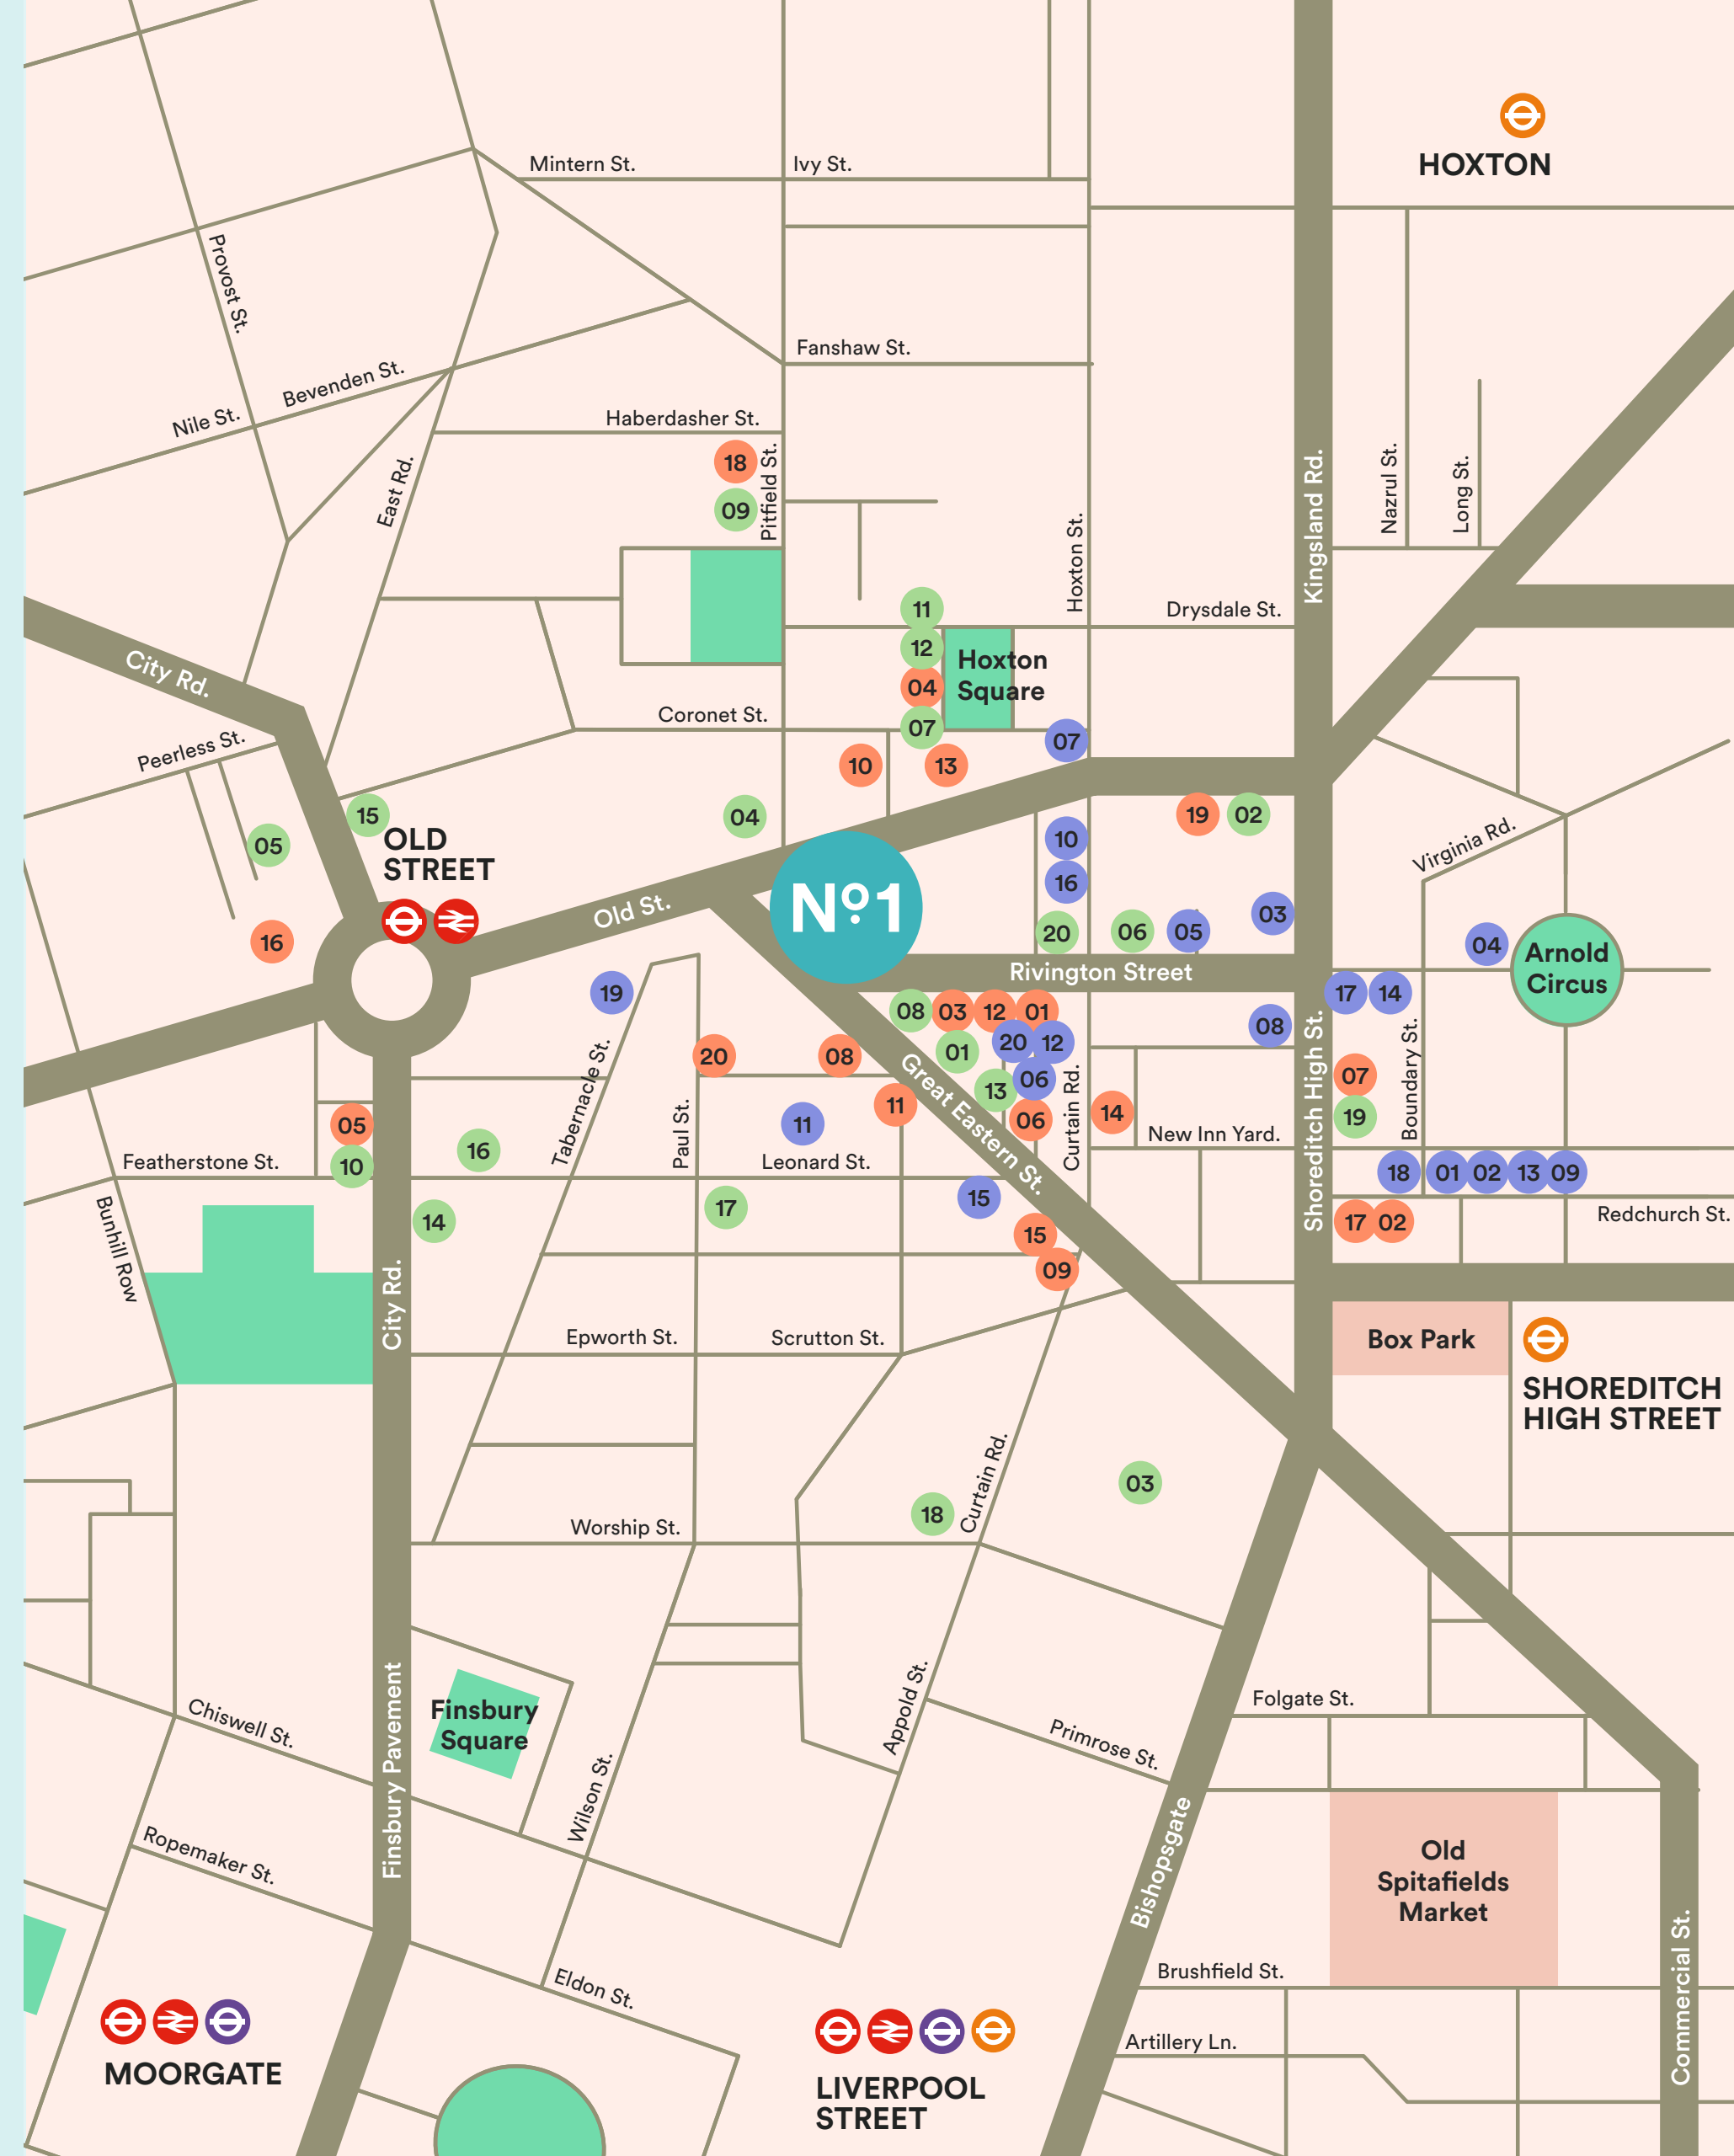 HOXTON
Mintern St.
Ivy St.
Provost St.
Fanshaw St.
Bevenden St.
Nile St.
Haberdasher St.
18
09
Pitfield St.
East Rd.
Hoxton St.
Kingsland Rd.
Nazrul St.
Long St.
11
Drysdale St.
12
Hoxton
Square
04
07
City Rd.
Coronet St.
07
Peerless St.
10
13
15
04
19
02
05
OLD
STREET
10
Virginia Rd.
16
Nº1
Old St.
03
20
06
05
16
04
Arnold
Circus
Rivington Street
19
17
14
08
03
12
01
08
20
12
01
20
08
Tabernacle St.
Great Eastern St.
06
13
07
Boundary St.
Shoreditch High St.
11
06
14
19
Curtain Rd.
05
11
Paul St.
New Inn Yard.
16
10
Featherstone St.
Leonard St.
18
01
02
13
09
15
17
14
Bunhill Row
17
02
Redchurch St.
15
09
City Rd.
Epworth St.
Scrutton St.
Box Park
SHOREDITCH
HIGH STREET
03
18
Curtain Rd.
Worship St.
Finsbury Pavement
Finsbury
Square
Chiswell St.
Appold St.
Folgate St.
Primrose St.
Wilson St.
Ropemaker St.
Bishopsgate
Old
Spitafields
Market
Commercial St.
Brushfield St.
Eldon St.
Artillery Ln.
MOORGATE
LIVERPOOL
STREET